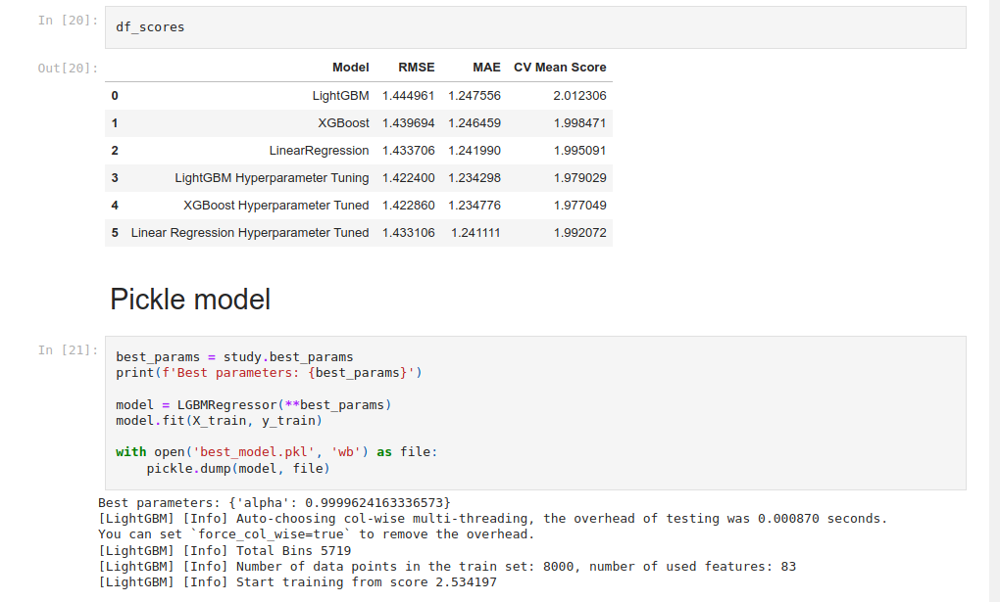 In [20]: df_scores
Out[20]:
Model RMSE MAE CV Mean Score
0 LightGBM 1.444961 1.247556 2.012306
1 XGBoost 1.439694 1.246459 1.998471
2 LinearRegression 1.433706 1.241990 1.995091
3 LightGBM Hyperparameter Tuning 1.422400 1.234298 1.979029
4 XGBoost Hyperparameter Tuned 1.422860 1.234776 1.977049
5 Linear Regression Hyperparameter Tuned 1.433106 1.241111 1.992072
Pickle model
In [21]:
best_params = study.best_params
print(f'Best parameters: {best_params}')
model = LGBMRegressor(**best_params)
model.fit(X_train, y_train)
with open('best_model.pkl', 'wb') as file:
    pickle.dump(model, file)
Best parameters: {'alpha': 0.9999624163336573}
[LightGBM] [Info] Auto-choosing col-wise multi-threading, the overhead of testing was 0.000870 seconds.
You can set `force_col_wise=true` to remove the overhead.
[LightGBM] [Info] Total Bins 5719
[LightGBM] [Info] Number of data points in the train set: 8000, number of used features: 83
[LightGBM] [Info] Start training from score 2.534197